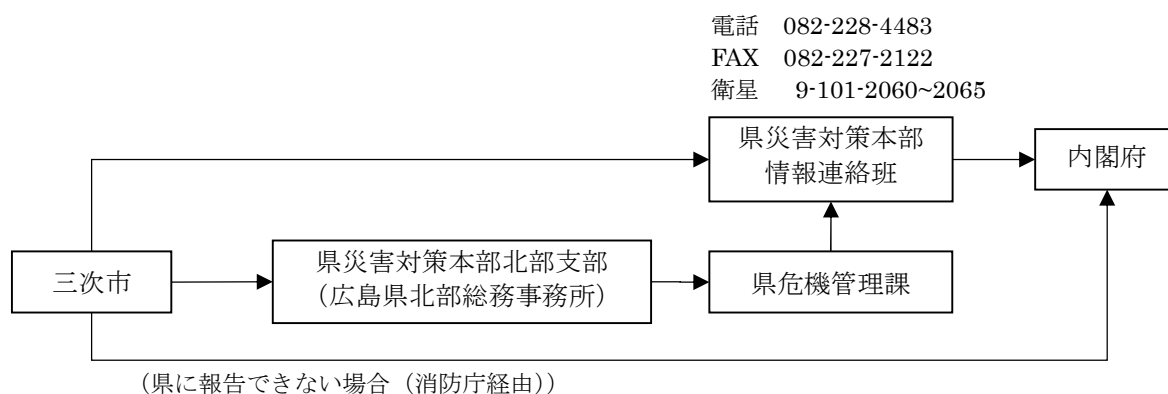 電話　082-228-4483
FAX　082-227-2122
衛星　9-101-2060~2065
県災害対策本部
情報連絡班
内閣府
三次市
県災害対策本部北部支部
（広島県北部総務事務所）
県危機管理課
（県に報告できない場合（消防庁経由））